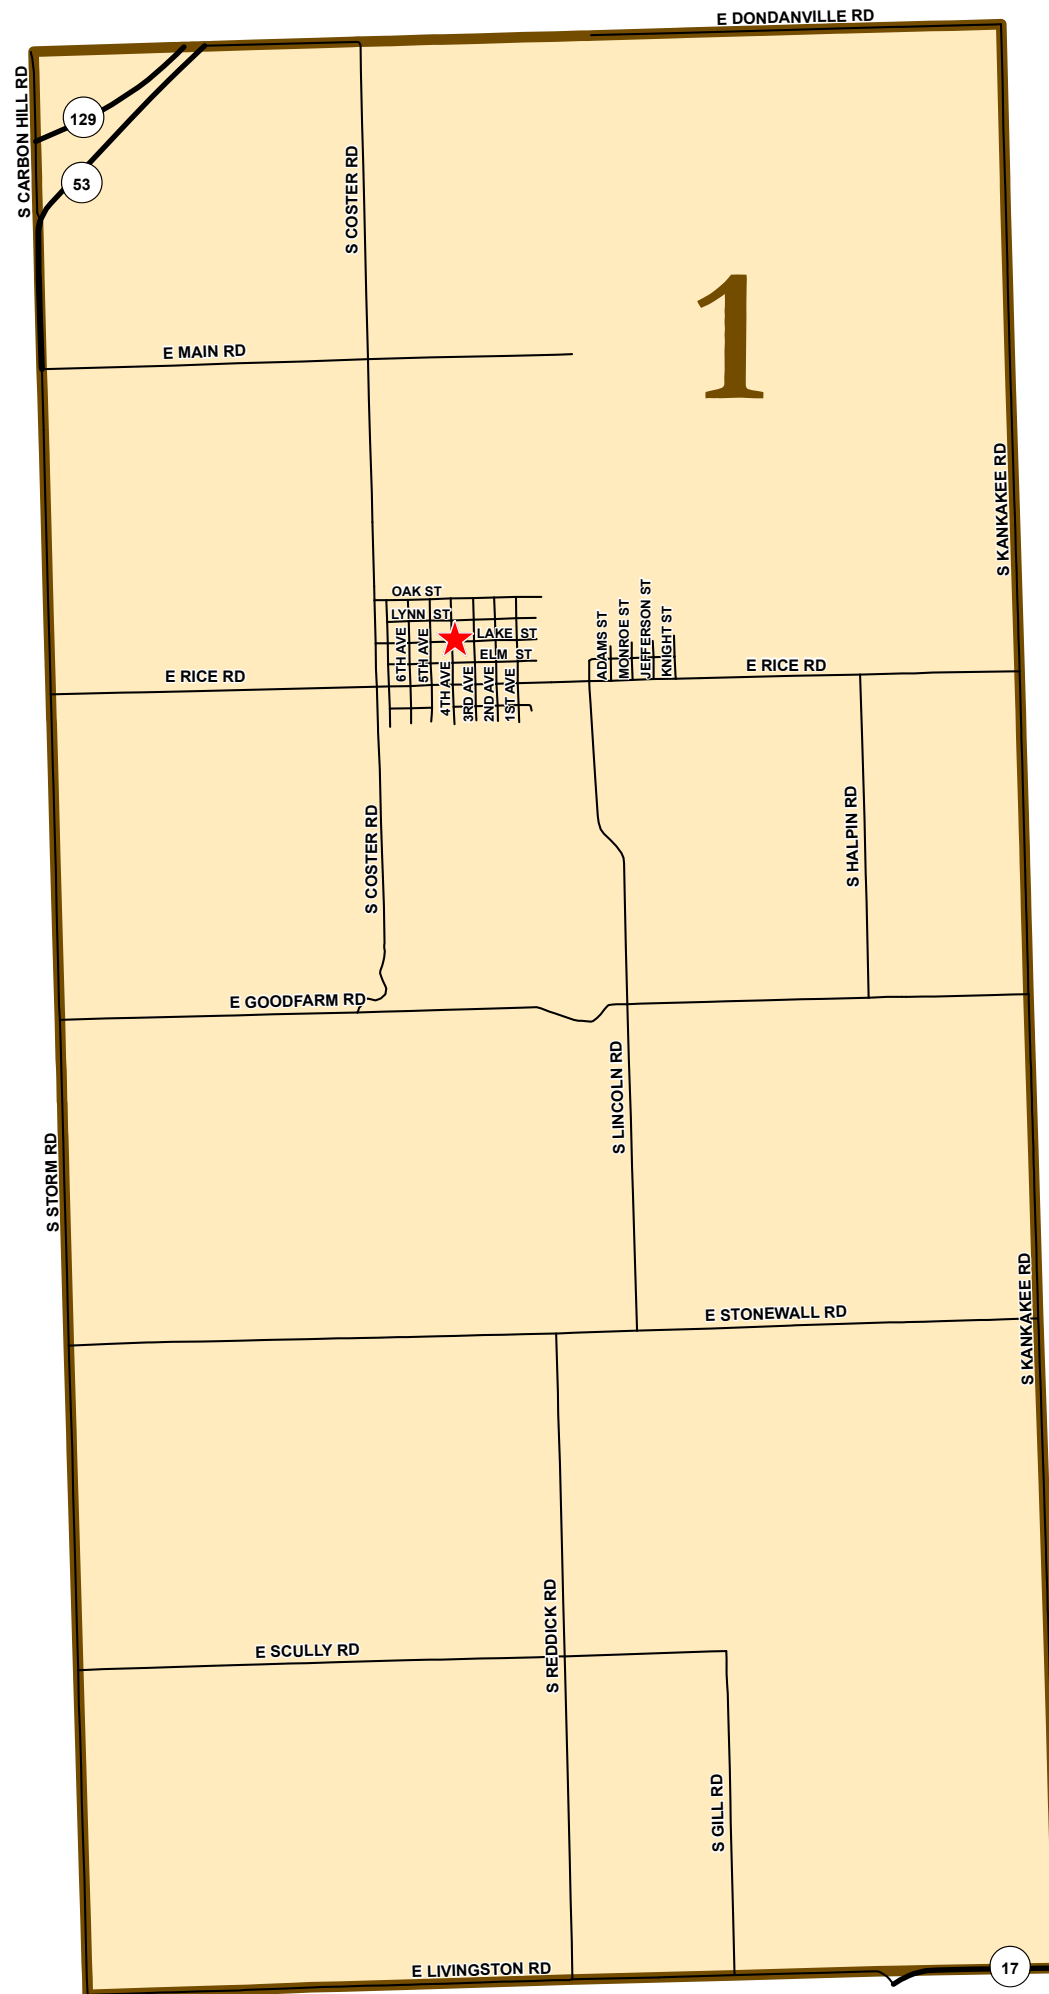 E DONDANVILLE RD
S CARBON HILL RD
129
53
S COSTER RD
1
E MAIN RD
S KANKAKEE RD
OAK ST
LYNN ST
LAKE ST
ELM ST
6TH AVE
5TH AVE
4TH AVE
3RD AVE
2ND AVE
1ST AVE
ADAMS ST
MONROE ST
JEFFERSON ST
KNIGHT ST
E RICE RD
E RICE RD
S COSTER RD
S HALPIN RD
E GOODFARM RD
S LINCOLN RD
S STORM RD
E STONEWALL RD
S KANKAKEE RD
S REDDICK RD
E SCULLY RD
S GILL RD
E LIVINGSTON RD
17